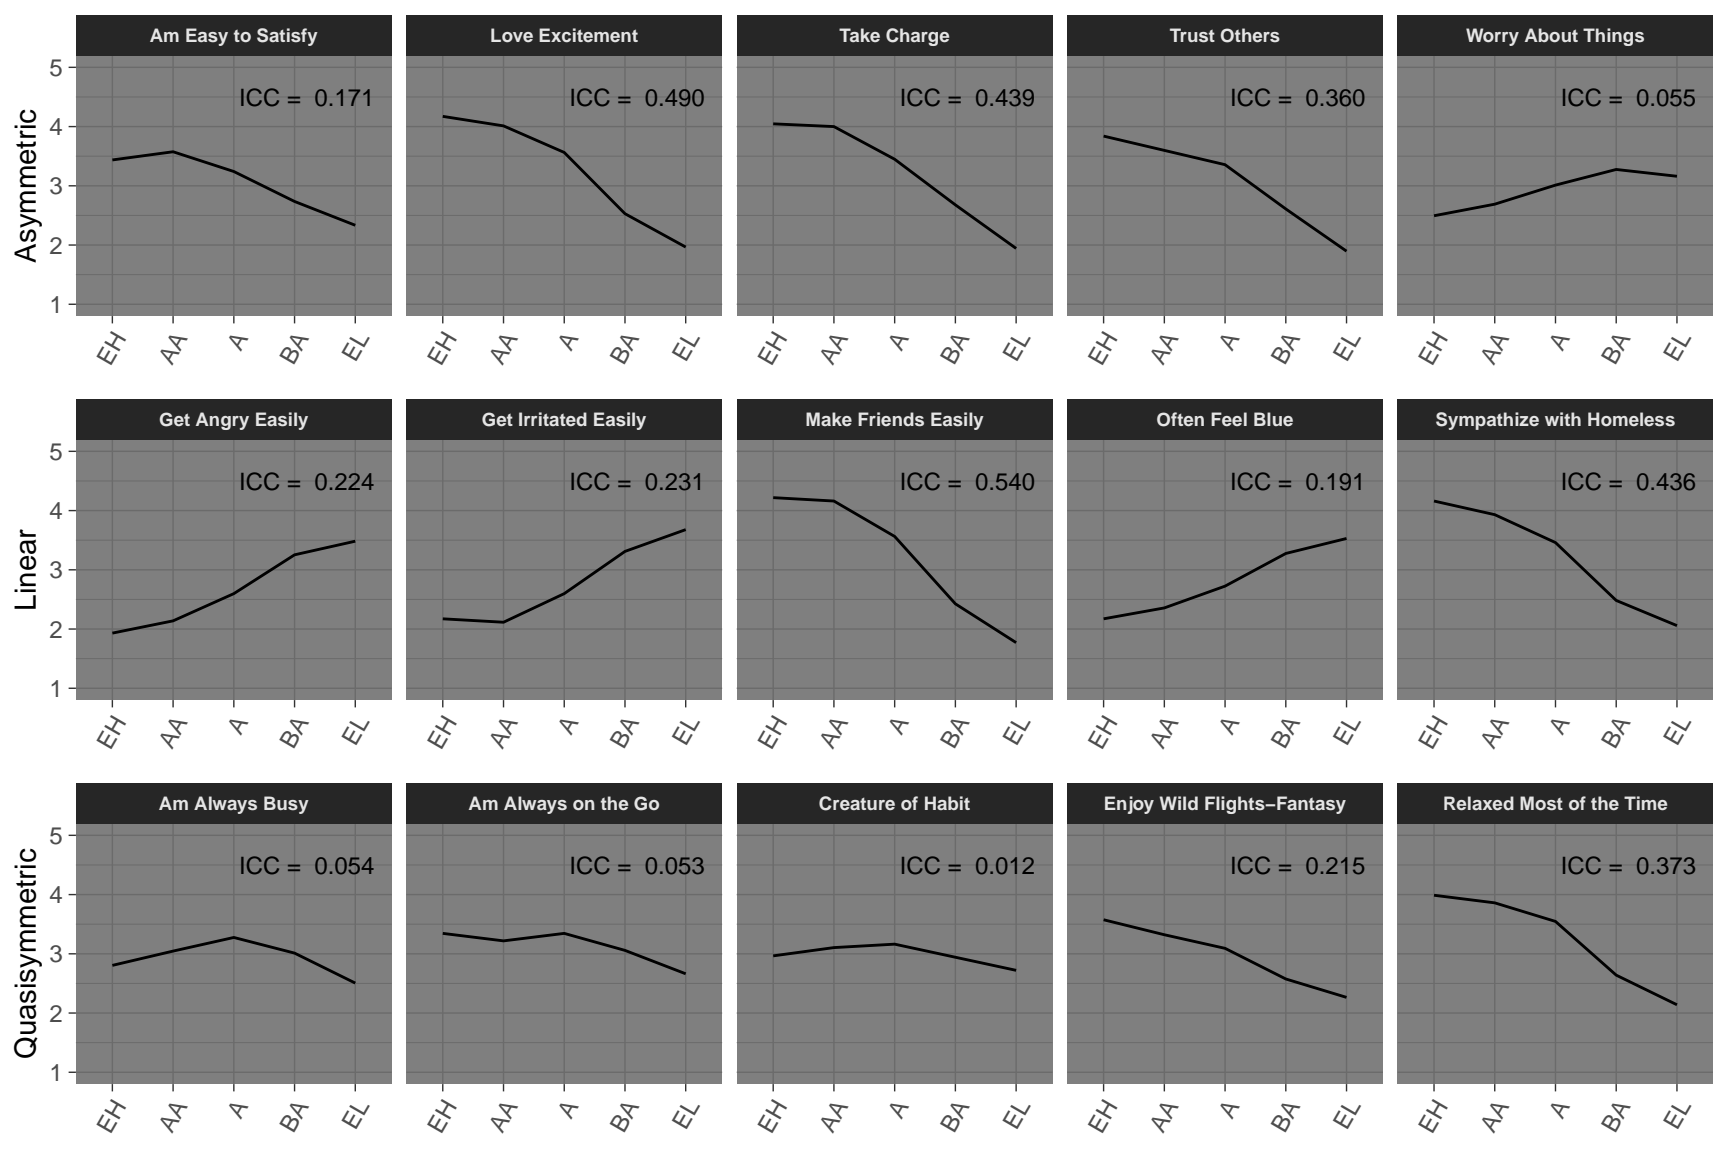 Am Easy to Satisfy Love Excitement Take Charge Trust Others Worry About Things
Asymmetric
5
4
3
2
1
ICC = 0.171 ICC = 0.490 ICC = 0.439 ICC = 0.360 ICC = 0.055
EH AA A BA EL EH AA A BA EL EH AA A BA EL EH AA A BA EL EH AA A BA EL
Get Angry Easily Get Irritated Easily Make Friends Easily Often Feel Blue Sympathize with Homeless
Linear
5
4
3
2
1
ICC = 0.224 ICC = 0.231 ICC = 0.540 ICC = 0.191 ICC = 0.436
EH AA A BA EL EH AA A BA EL EH AA A BA EL EH AA A BA EL EH AA A BA EL
Am Always Busy Am Always on the Go Creature of Habit Enjoy Wild Flights−Fantasy Relaxed Most of the Time
Quasisymmetric
5
4
3
2
1
ICC = 0.054 ICC = 0.053 ICC = 0.012 ICC = 0.215 ICC = 0.373
EH AA A BA EL EH AA A BA EL EH AA A BA EL EH AA A BA EL EH AA A BA EL